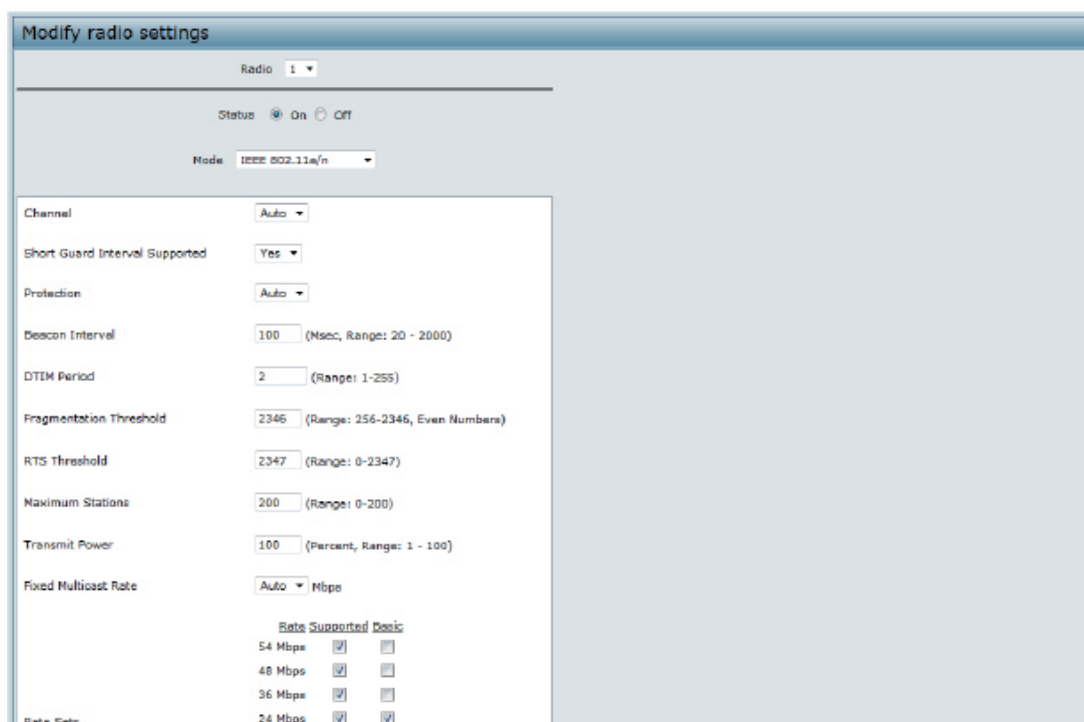 Modify radio settings
Radio 1
Status On Off
Mode IEEE 802.11a/n
Channel Auto
Short Guard Interval Supported Yes
Protection Auto
Beacon Interval 100 (Msec, Range: 20 - 2000)
DTIM Period 2 (Range: 1-255)
Fragmentation Threshold 2346 (Range: 256-2346, Even Numbers)
RTS Threshold 2347 (Range: 0-2347)
Maximum Stations 200 (Range: 0-200)
Transmit Power 100 (Percent, Range: 1 - 100)
Fixed Multicast Rate Auto Mbps
Rate Supported Basic
54 Mbps
48 Mbps
36 Mbps
Rate Sets 24 Mbps